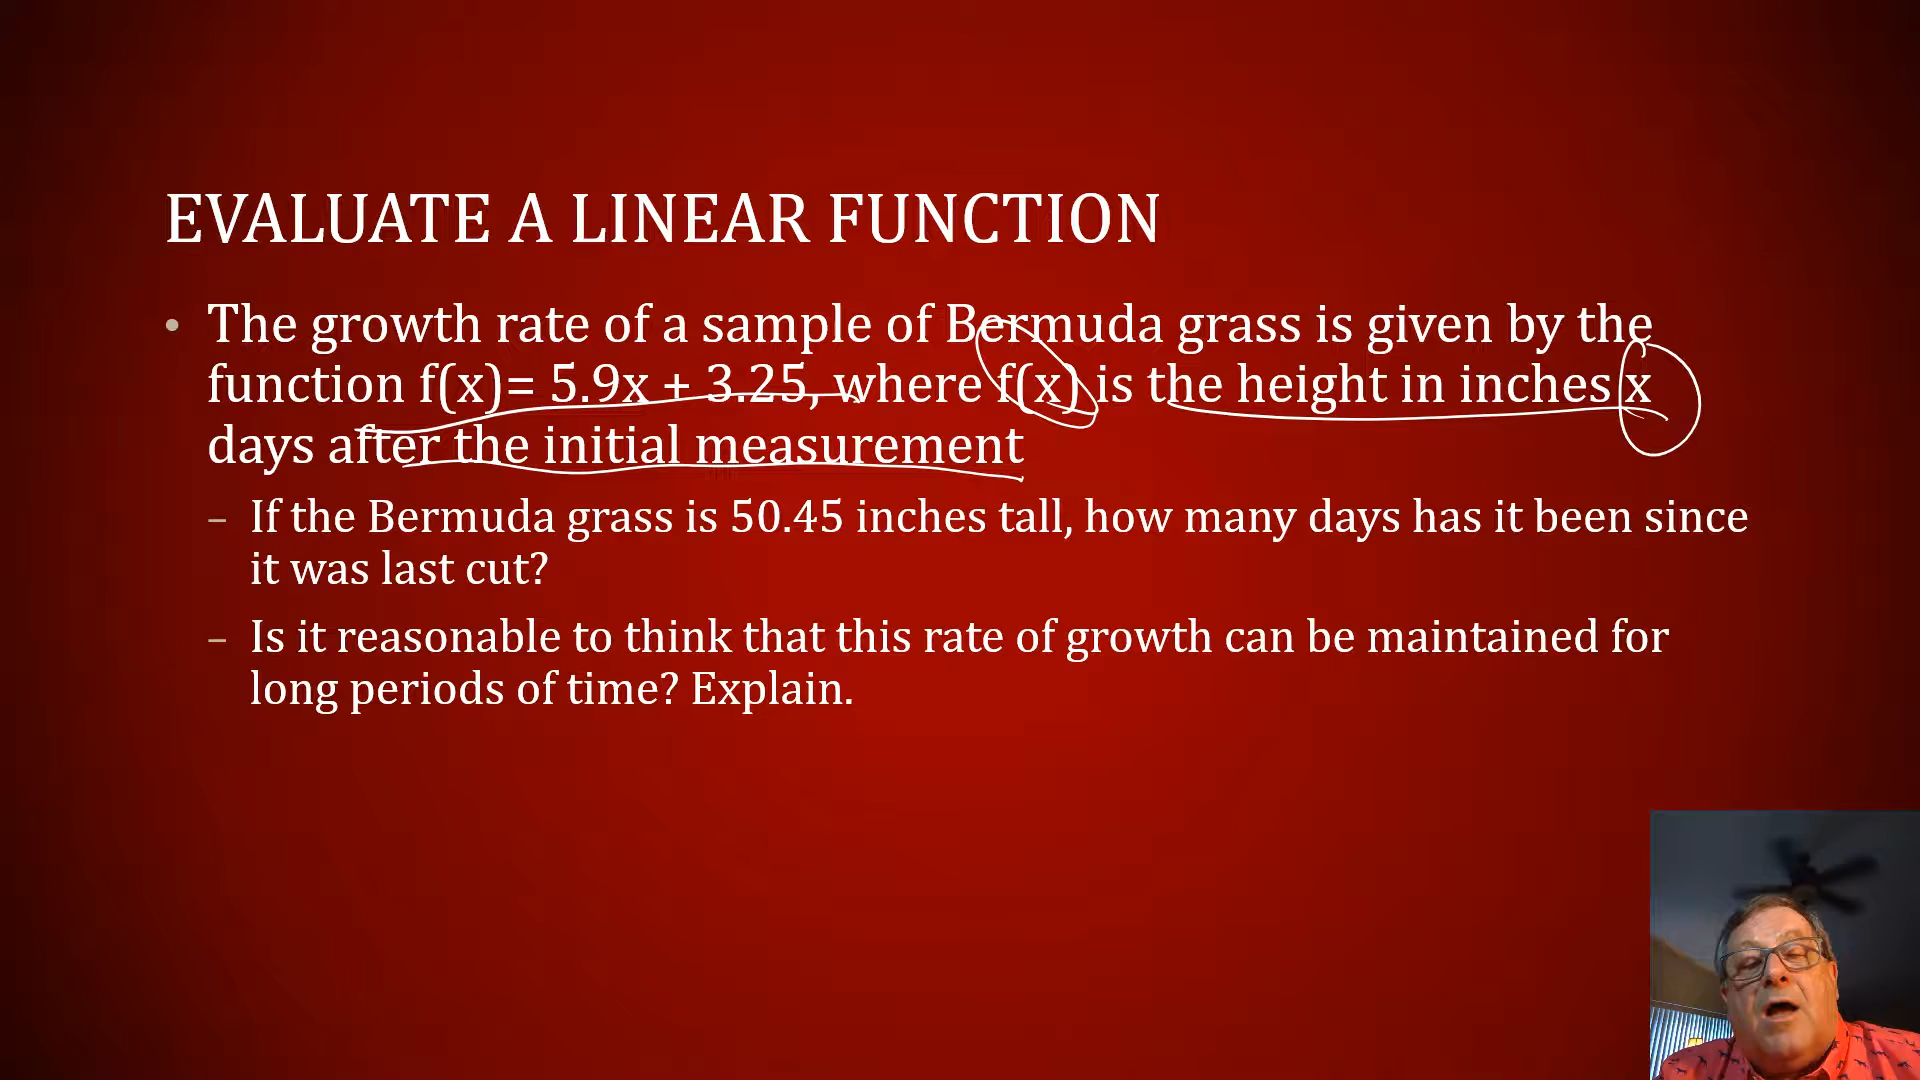 EVALUATE A LINEAR FUNCTION
• The growth rate of a sample of Bermuda grass is given by the
function f(x)= 5.9x + 3.25, where f(x) is the height in inches x
days after the initial measurement
– If the Bermuda grass is 50.45 inches tall, how many days has it been since
it was last cut?
– Is it reasonable to think that this rate of growth can be maintained for
long periods of time? Explain.